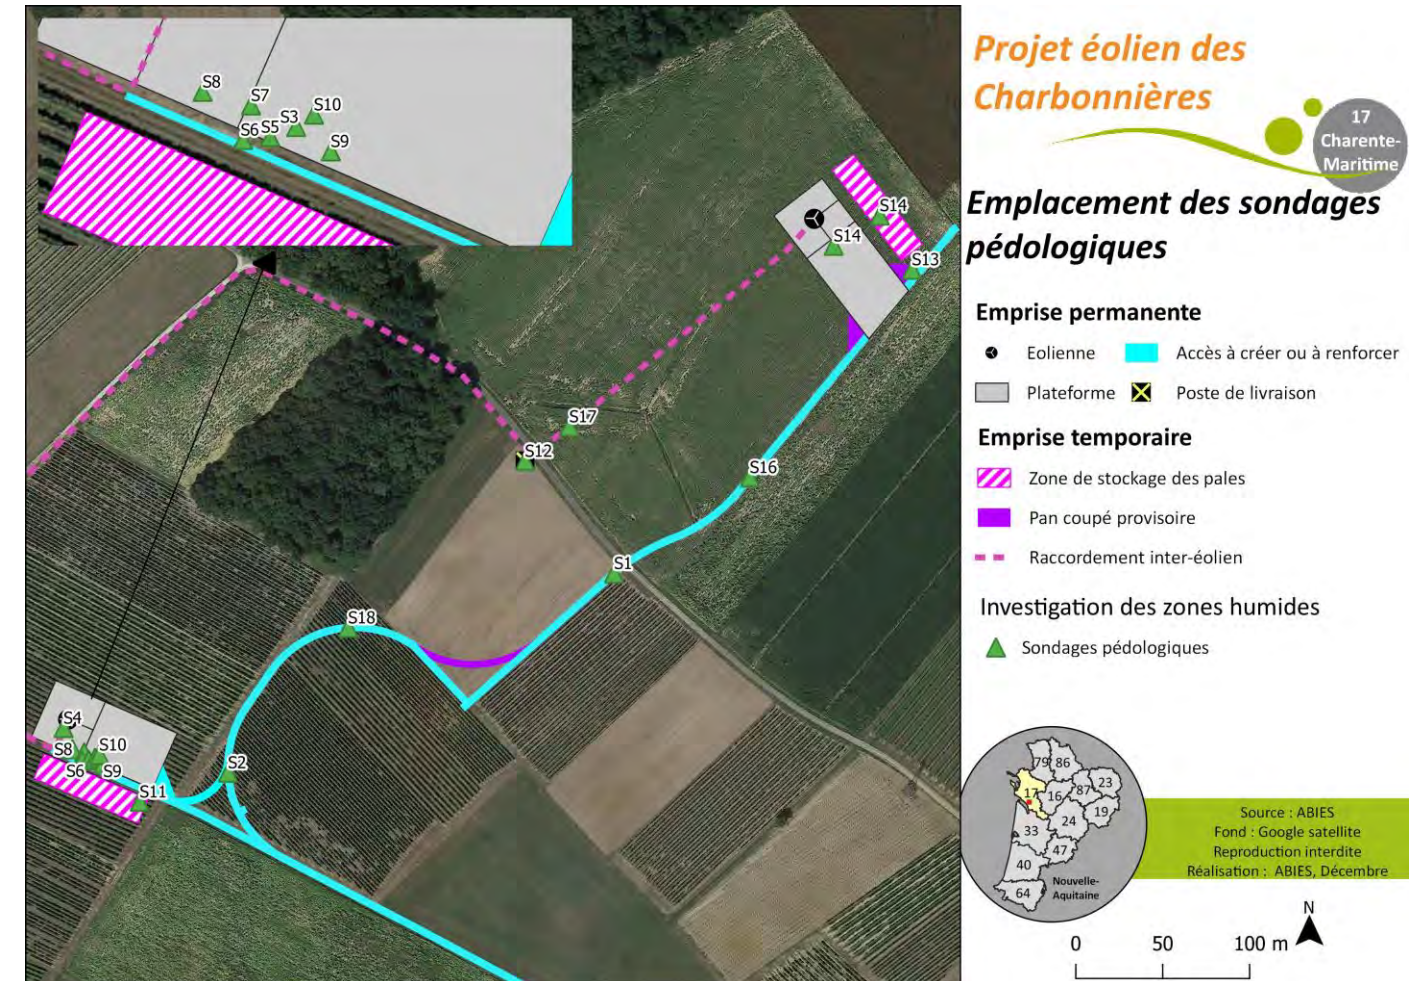 Projet éolien des
Charbonnières
17
Charente-
Maritime
Emplacement des sondages
pédologiques
Emprise permanente
Eolienne
Accès à créer ou à renforcer
Plateforme
Poste de livraison
Emprise temporaire
Zone de stockage des pales
Pan coupé provisoire
Raccordement inter-éolien
Investigation des zones humides
Sondages pédologiques
79
86
17
16
87
23
19
24
33
47
40
64
Nouvelle-
Aquitaine
Source : ABIES
Fond : Google satellite
Reproduction interdite
Réalisation : ABIES, Décembre
N
0 50 100 m
S8
S7
S10
S3
S6
S5
S9
S14
S14
S13
S17
S12
S16
S1
S18
S4
S8
S10
S6
S9
S2
S11